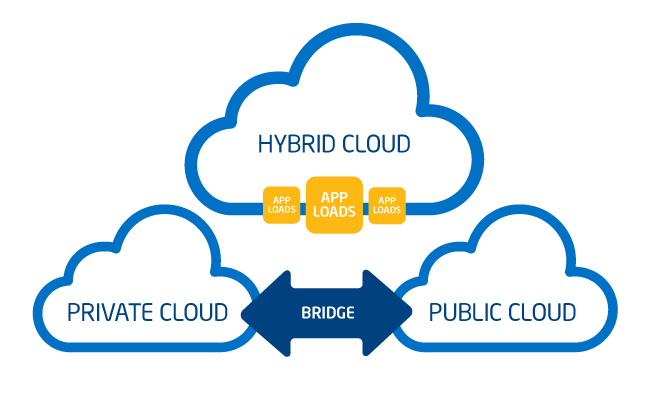 HYBRID CLOUD
APP
LOADS
APP
LOADS
APP
LOADS
PRIVATE CLOUD
BRIDGE
PUBLIC CLOUD